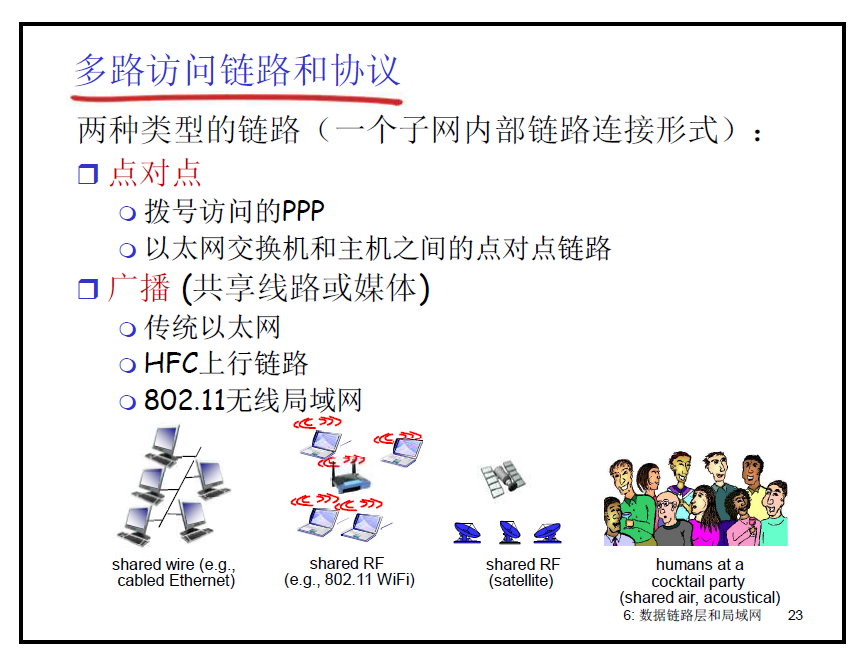 多路访问链路和协议
两种类型的链路（一个子网内部链路连接形式）：
点对点
拨号访问的PPP
以太网交换机和主机之间的点对点链路
广播 (共享线路或媒体)
传统以太网
HFC上行链路
802.11无线局域网
shared wire (e.g.,
cabled Ethernet)
shared RF
(e.g., 802.11 WiFi)
shared RF
(satellite)
humans at a
cocktail party
(shared air, acoustical)
6: 数据链路层和局域网 23